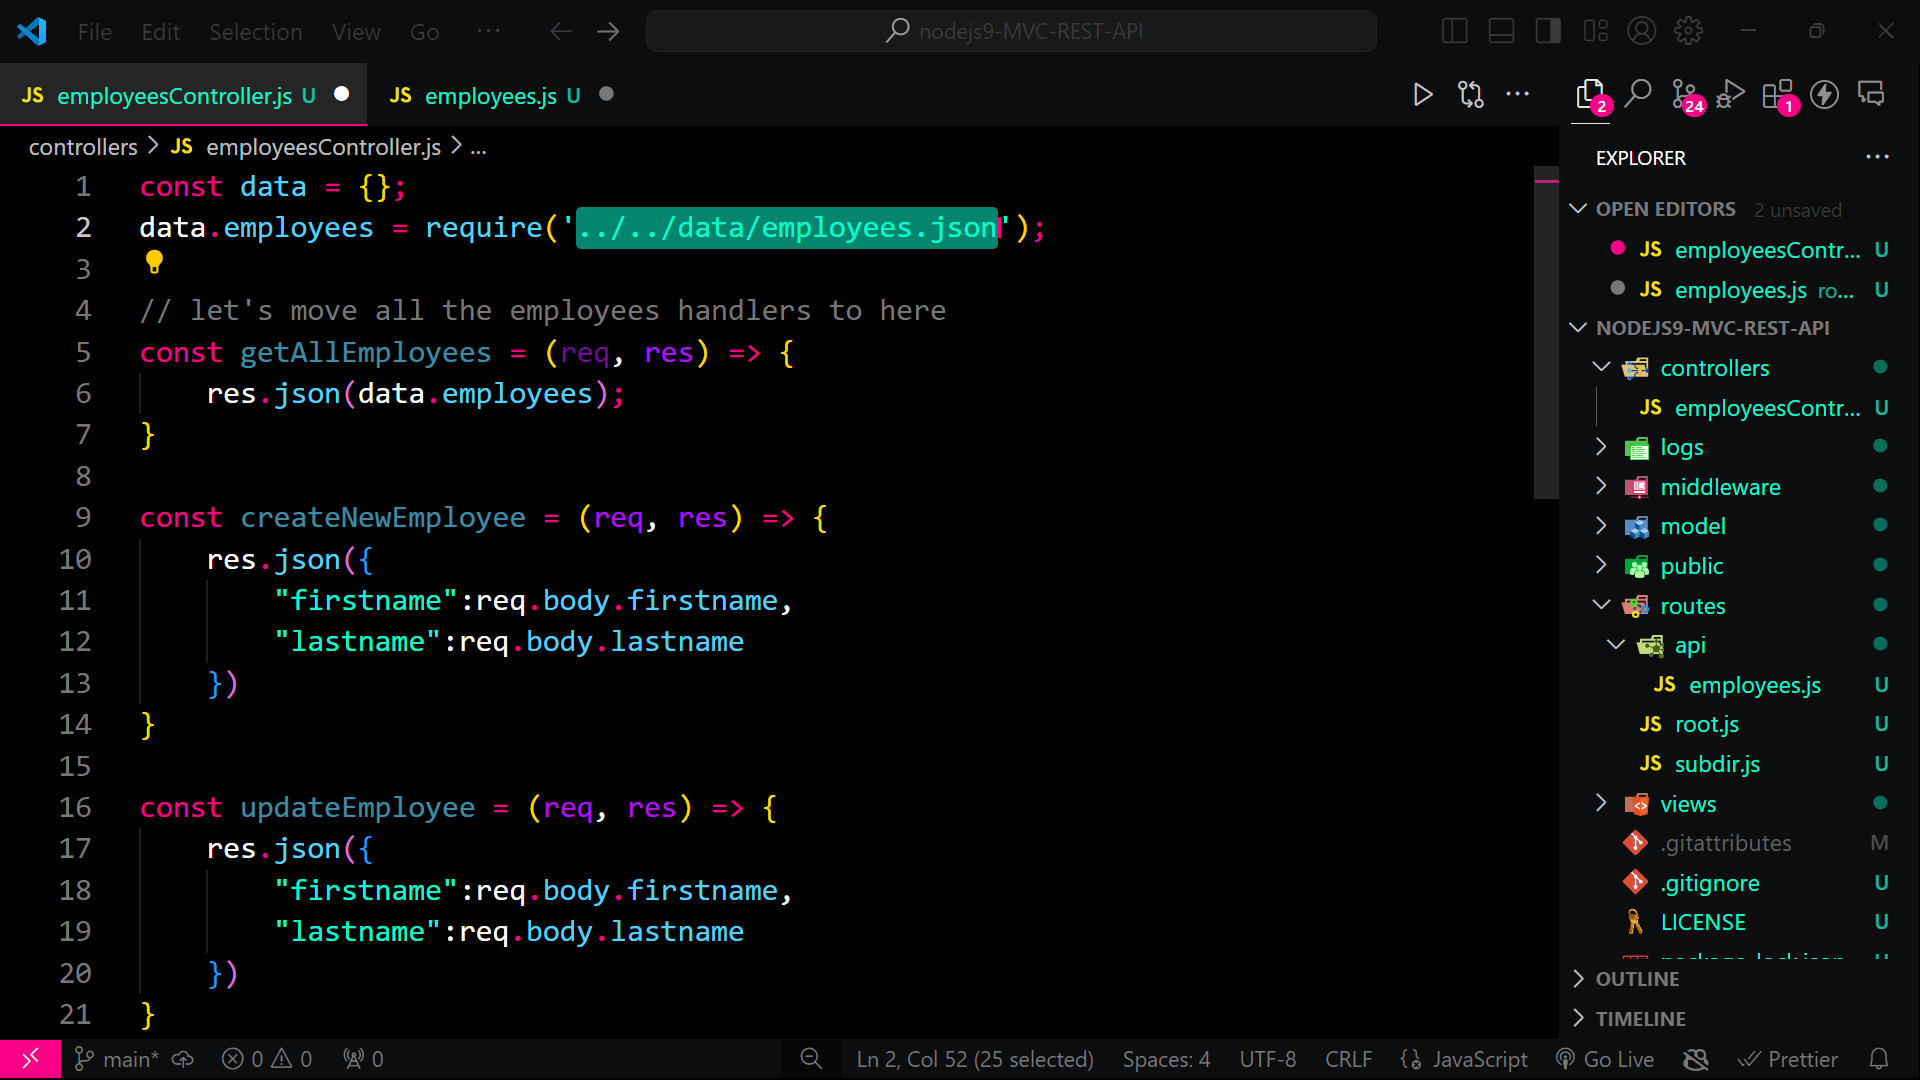 File Edit Selection View Go ··· nodejs9-MVC-REST-API
JS employeesController.js U JS employees.js U
2 24 1
controllers > JS employeesController.js > ...
1 const data = {};
2 data.employees = require('../../data/employees.json');
3
4 // let's move all the employees handlers to here
5 const getAllEmployees = (req, res) => {
6 res.json(data.employees);
7 }
8
9 const createNewEmployee = (req, res) => {
10 res.json({
11 "firstname":req.body.firstname,
12 "lastname":req.body.lastname
13 })
14 }
15
16 const updateEmployee = (req, res) => {
17 res.json({
18 "firstname":req.body.firstname,
19 "lastname":req.body.lastname
20 })
21 }
EXPLORER ···
OPEN EDITORS 2 unsaved
JS employeesContr... U
JS employees.js ro... U
NODEJS9-MVC-REST-API
controllers
JS employeesContr... U
logs
middleware
model
public
routes
api
JS employees.js U
JS root.js U
JS subdir.js U
views
.gitattributes M
.gitignore U
LICENSE U
OUTLINE
TIMELINE
main* 0 0 0 Ln 2, Col 52 (25 selected) Spaces: 4 UTF-8 CRLF {} JavaScript Go Live Prettier